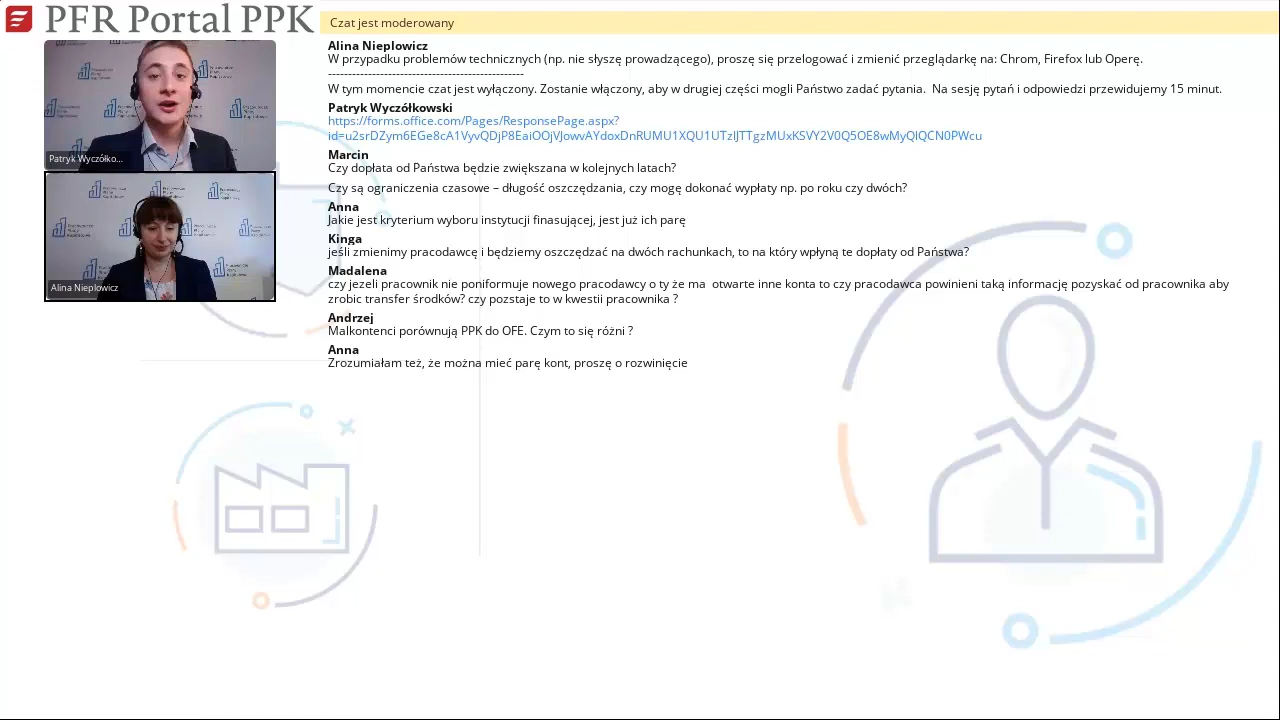 PFR Portal PPK
Czat jest moderowany
Alina Nieplowicz
W przypadku problemów technicznych (np. nie słyszę prowadzącego), proszę się przelogować i zmienić przeglądarkę na: Chrom, Firefox lub Operę.
-------------------------------------------------
W tym momencie czat jest wyłączony. Zostanie włączony, aby w drugiej części mogli Państwo zadać pytania. Na sesję pytań i odpowiedzi przewidujemy 15 minut.
Patryk Wyczółkowski
https://forms.office.com/Pages/ResponsePage.aspx?
id=u2srDZym6EGe8cA1VyvQDjP8EaiOOjVJowvAYdoxDnRUMU1XQU1UTzlJTTgzMUxKSVY2V0Q5OE8wMyQlQCN0PWcu
Marcin
Czy dopłata od Państwa będzie zwiększana w kolejnych latach?
Czy są ograniczenia czasowe – długość oszczędzania, czy mogę dokonać wypłaty np. po roku czy dwóch?
Anna
Jakie jest kryterium wyboru instytucji finasującej, jest już ich parę
Kinga
jeśli zmienimy pracodawcę i będziemy oszczędzać na dwóch rachunkach, to na który wpłyną te dopłaty od Państwa?
Madalena
czy jezeli pracownik nie poniformuje nowego pracodawcy o ty że ma otwarte inne konta to czy pracodawca powinieni taką informację pozyskać od pracownika aby
zrobic transfer środków? czy pozstaje to w kwestii pracownika ?
Andrzej
Malkontenci porównują PPK do OFE. Czym to się różni ?
Anna
Zrozumiałam też, że można mieć parę kont, proszę o rozwinięcie
Patryk Wyczółko...
Alina Nieplowicz